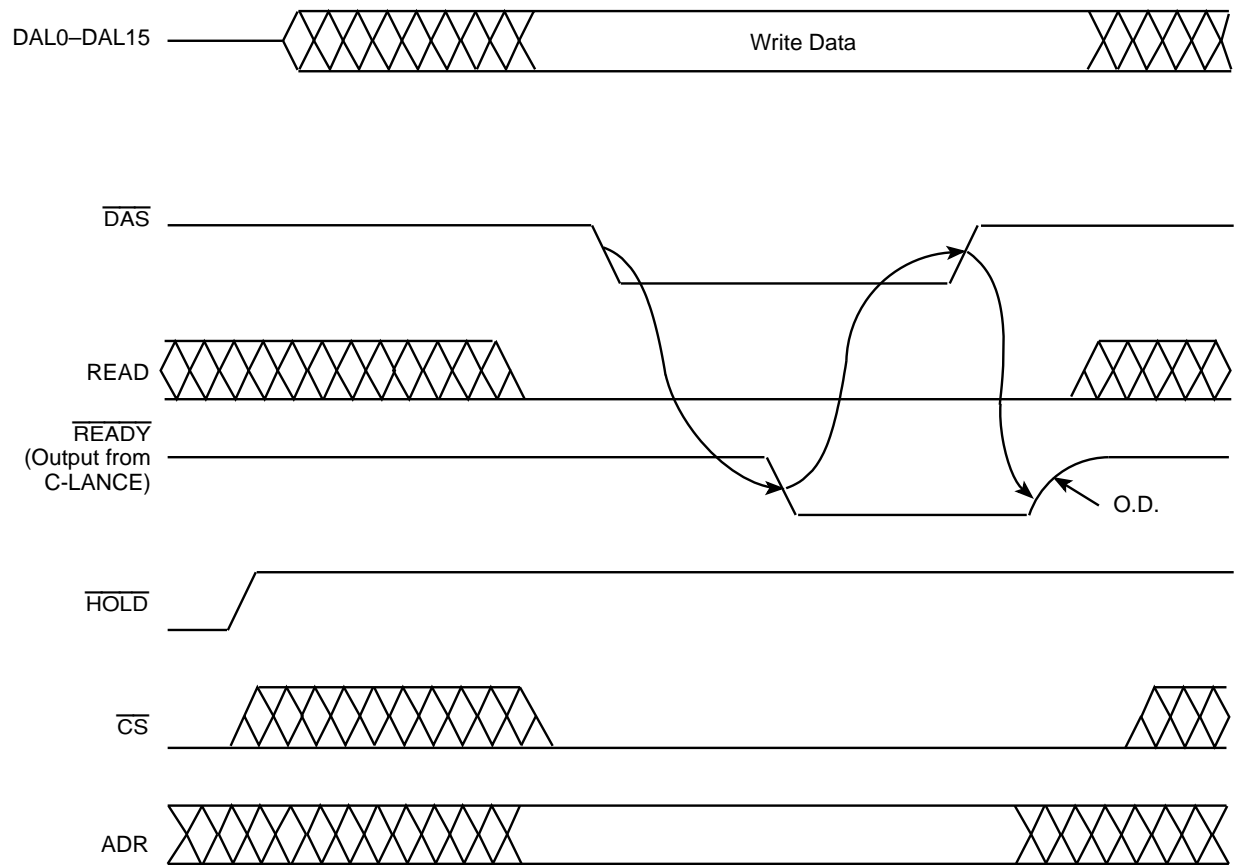 DAL0–DAL15
Write Data
DAS
READ
READY
(Output from
C-LANCE)
O.D.
HOLD
CS
ADR